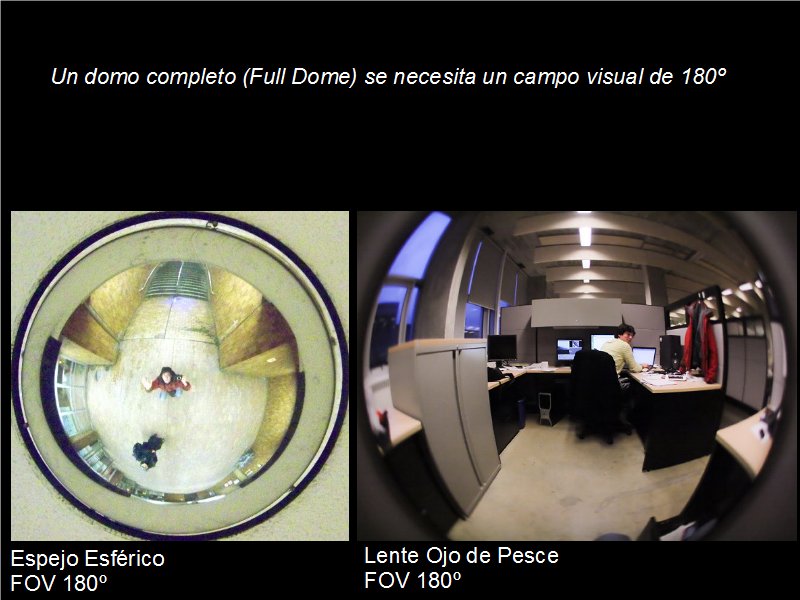 Un domo completo (Full Dome) se necesita un campo visual de 180º
Espejo Esférico
FOV 180º
Lente Ojo de Pesce
FOV 180º